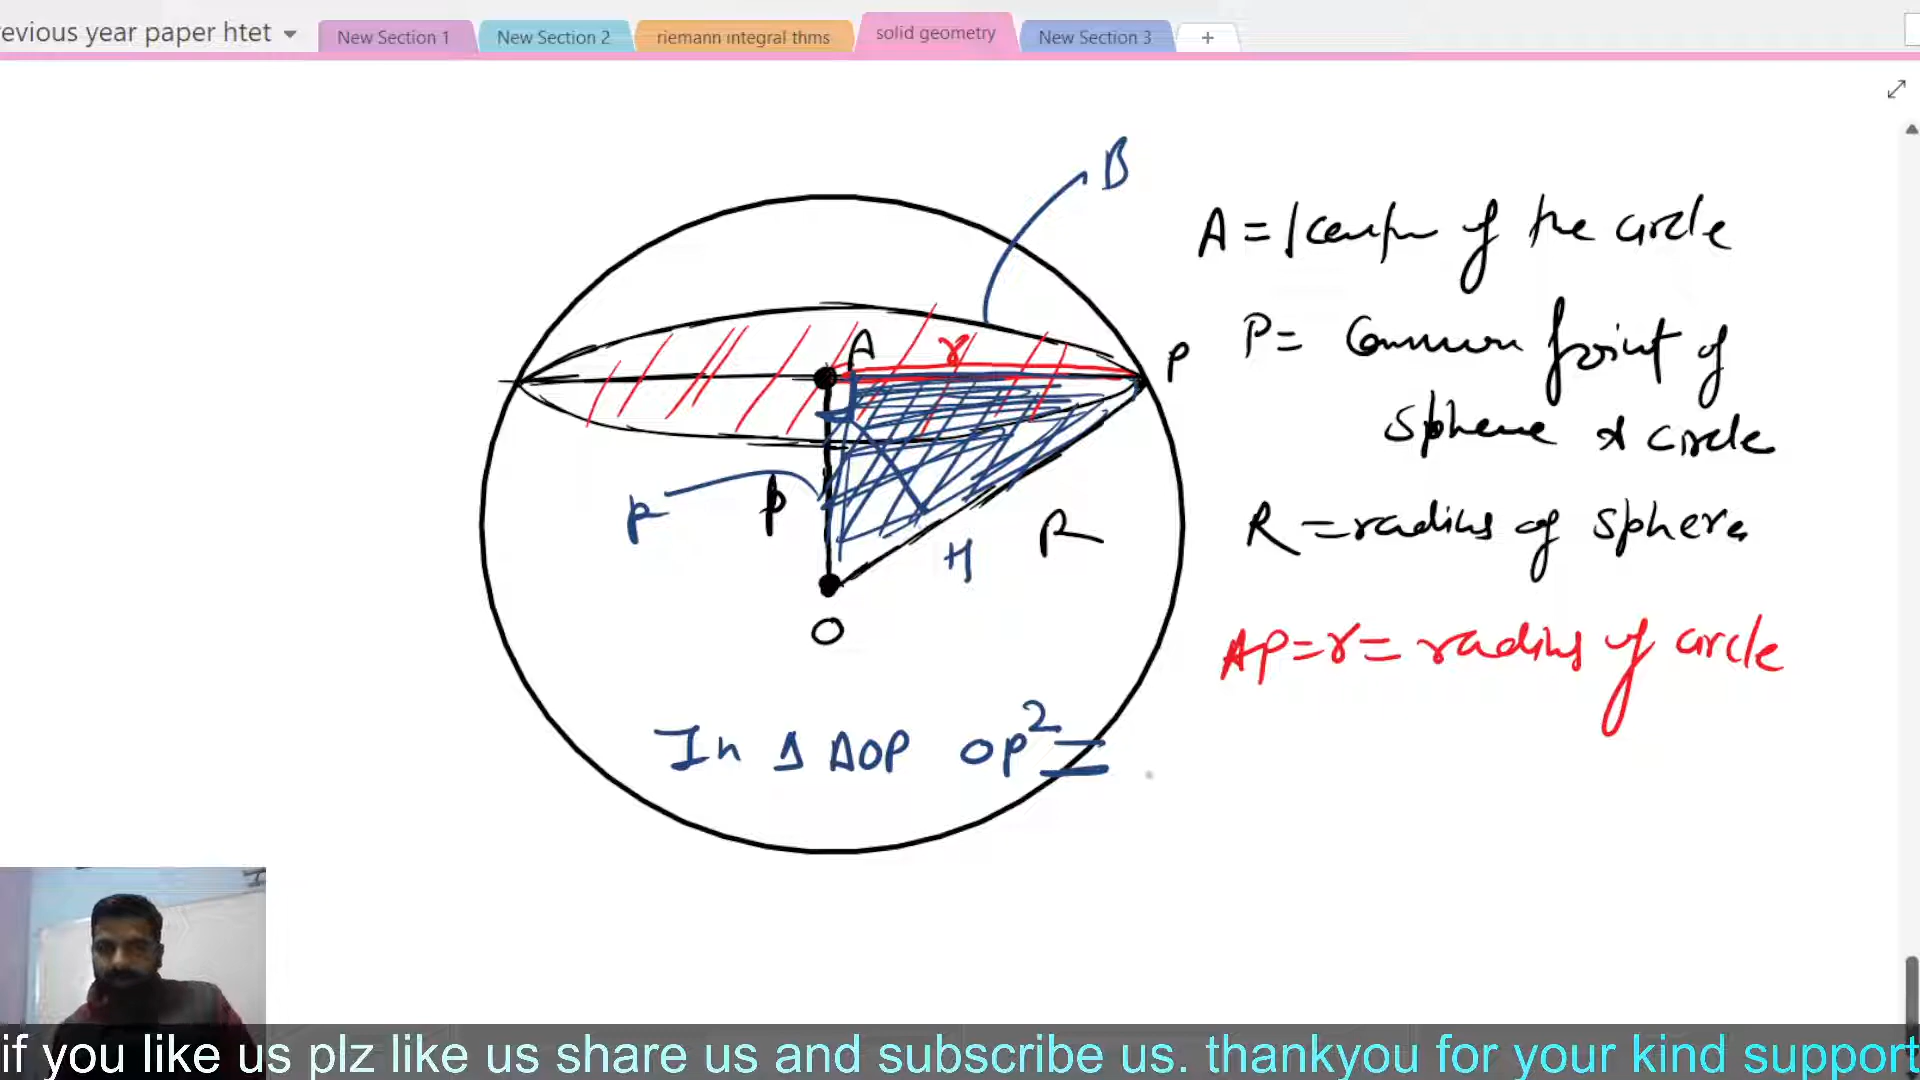 evious year paper htet
New Section 1
New Section 2
riemann integral thms
solid geometry
New Section 3
+
B
A
r
P
p
P
H
R
O
In Δ AOP OP² =
A = of the circle
P = Common point of
sphere & circle
R = radius of sphere
AP = r = radius of circle
if you like us plz like us share us and subscribe us. thankyou for your kind support